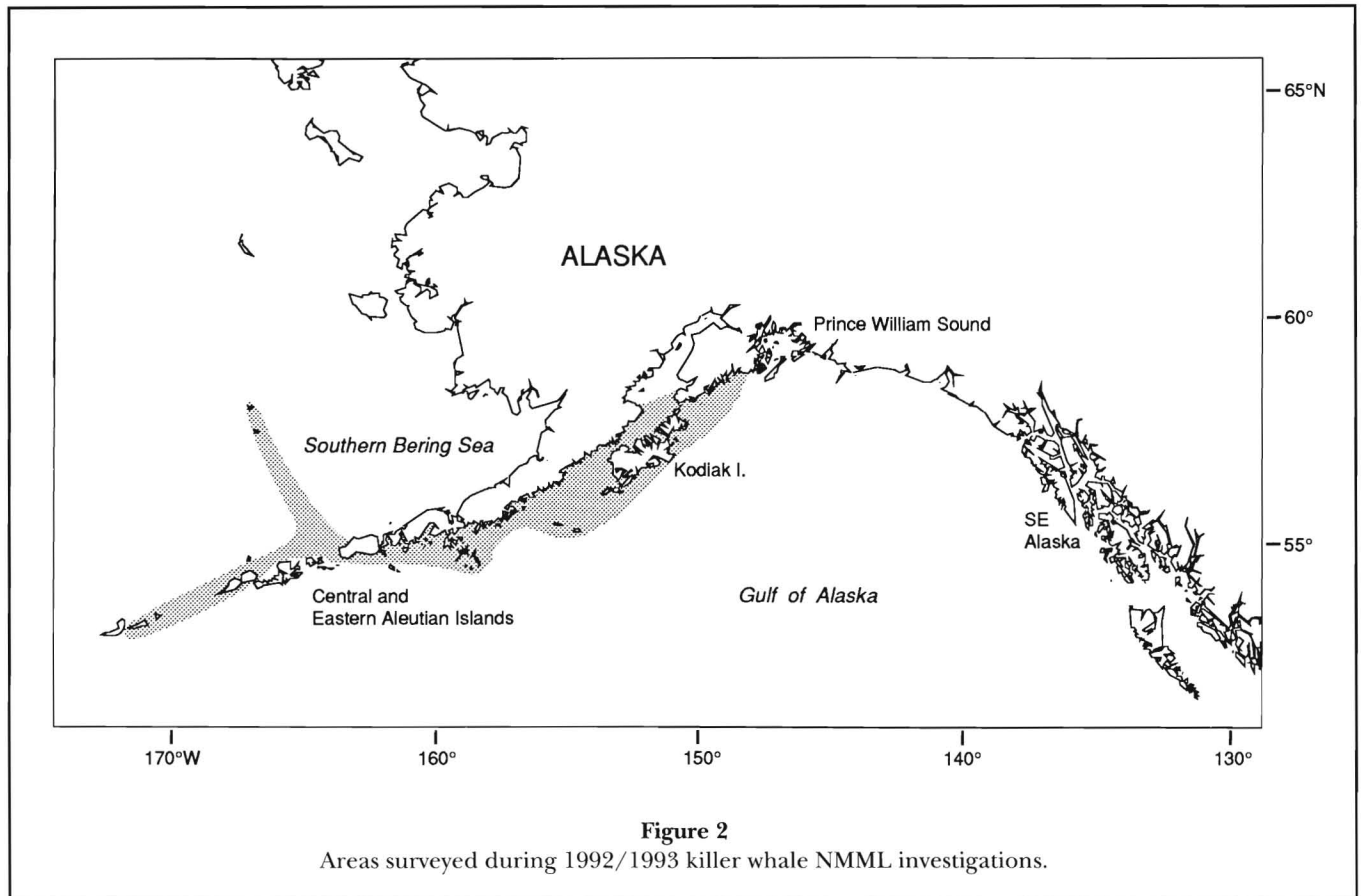 65°N
ALASKA
60°
Prince William Sound
Southern Bering Sea
Kodiak I.
SE
Alaska
55°
Central and
Eastern Aleutian Islands
Gulf of Alaska
170°W
160°
150°
140°
130°
Figure 2
Areas surveyed during 1992/1993 killer whale NMML investigations.